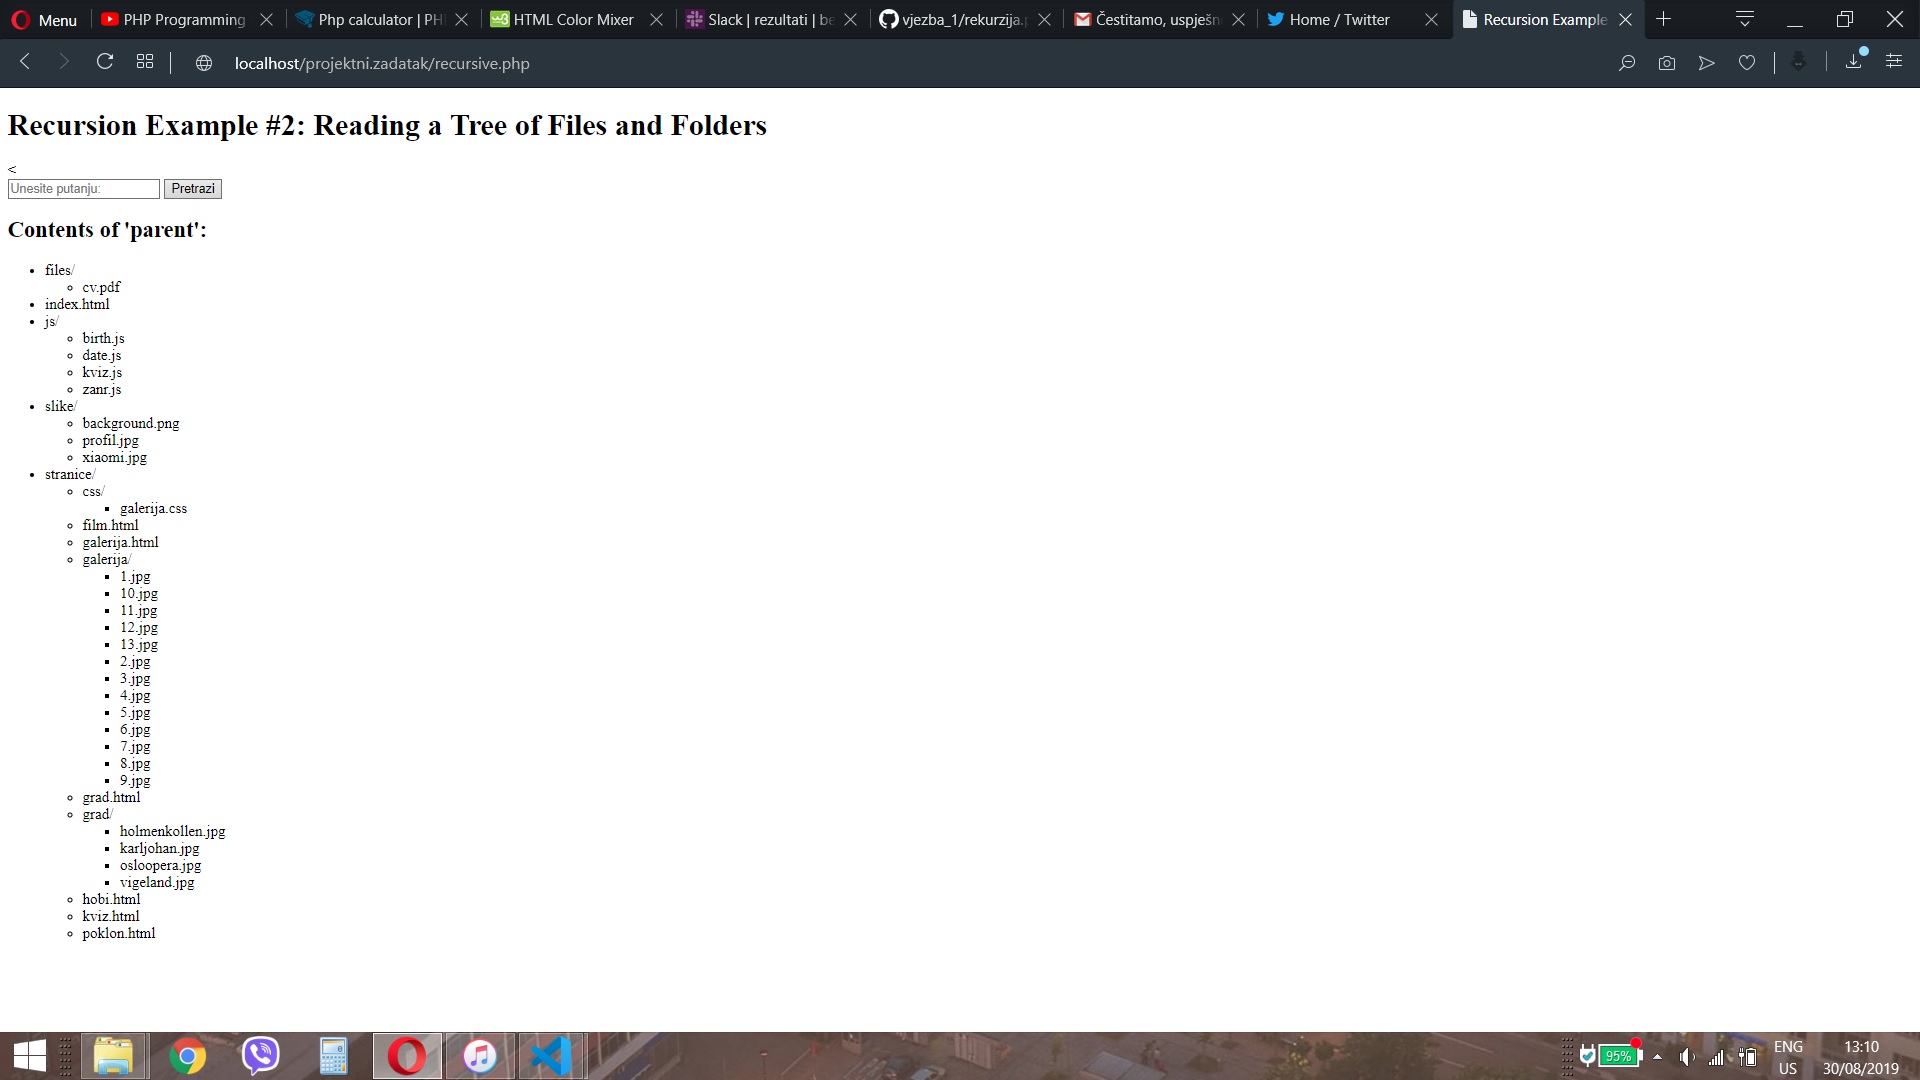 Menu
PHP Programming
Php calculator | PH
HTML Color Mixer
Slack | rezultati | be
vjezba_1/rekurzija.p
Čestitamo, uspješn
Home / Twitter
Recursion Example
localhost/projektni.zadatak/recursive.php
Recursion Example #2: Reading a Tree of Files and Folders
<
Unesite putanju:
Pretrazi
Contents of 'parent':
files/
cv.pdf
index.html
js/
birth.js
date.js
kviz.js
zanr.js
slike/
background.png
profil.jpg
xiaomi.jpg
stranice/
css/
galerija.css
film.html
galerija.html
galerija/
1.jpg
10.jpg
11.jpg
12.jpg
13.jpg
2.jpg
3.jpg
4.jpg
5.jpg
6.jpg
7.jpg
8.jpg
9.jpg
grad.html
grad/
holmenkollen.jpg
karljohan.jpg
osloopera.jpg
vigeland.jpg
hobi.html
kviz.html
poklon.html
95%
ENG
US
13:10
30/08/2019